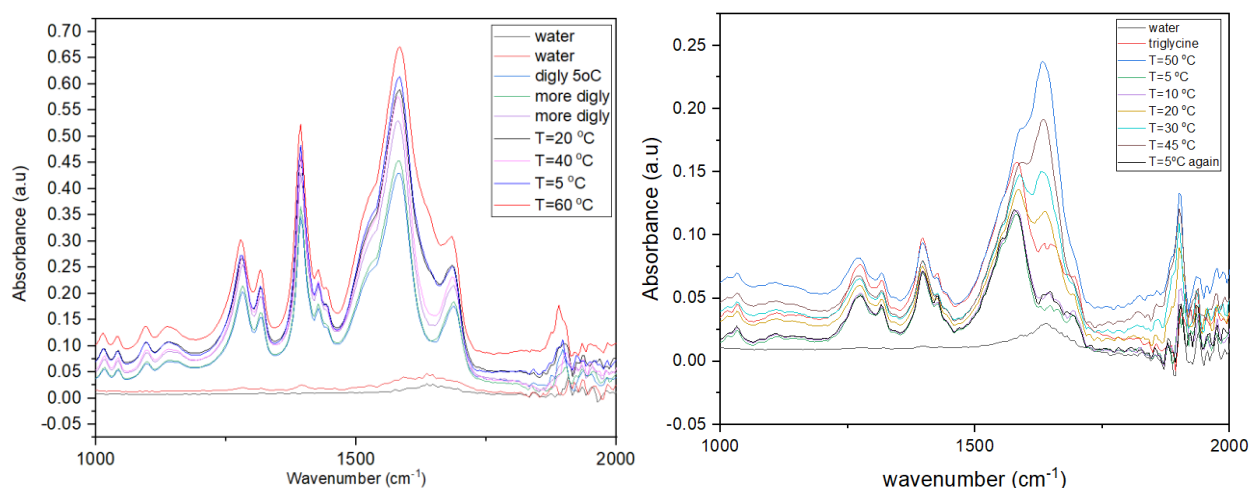 0.70
0.65
0.60
0.55
0.50
0.45
0.40
0.35
0.30
0.25
0.20
0.15
0.10
0.05
0.00
-0.05
Absorbance (a.u)
1000
1500
2000
Wavenumber (cm⁻¹)
water
water
digly 5oC
more digly
more digly
T=20 °C
T=40 °C
T=5 °C
T=60 °C
0.25
0.20
0.15
0.10
0.05
0.00
-0.05
Absorbance (a.u)
1000
1500
2000
wavenumber (cm⁻¹)
water
triglycine
T=50 ºC
T=5 ºC
T=10 ºC
T=20 ºC
T=30 ºC
T=45 ºC
T=5ºC again